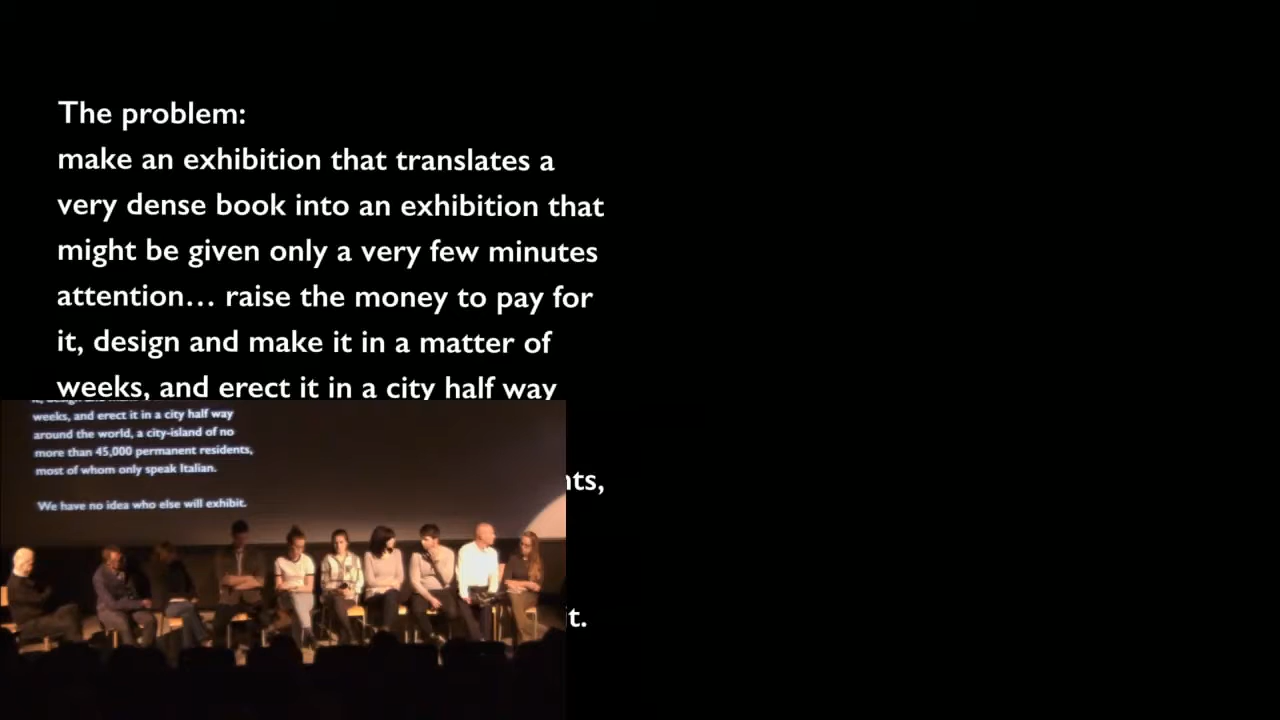 The problem:
make an exhibition that translates a
very dense book into an exhibition that
might be given only a very few minutes
attention… raise the money to pay for
it, design and make it in a matter of
weeks, and erect it in a city half way
nts,
it.
weeks, and erect it in a city half way
around the world, a city-island of no
more than 45,000 permanent residents,
most of whom only speak Italian.
We have no idea who else will exhibit.